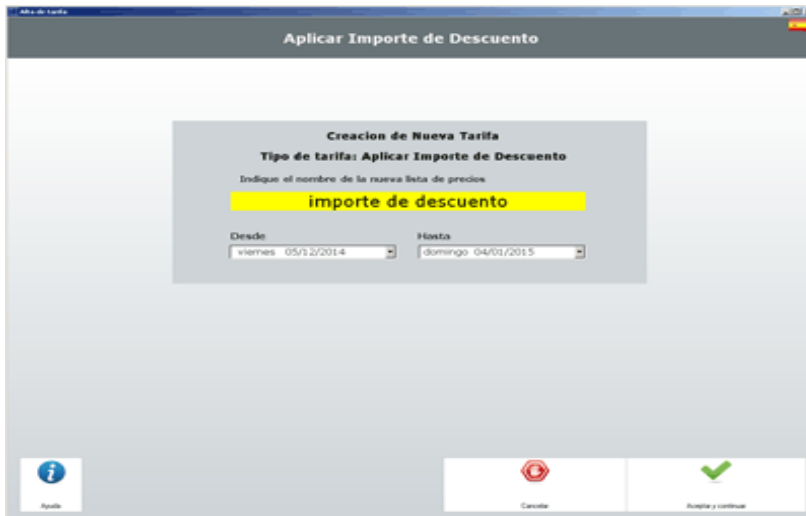 Alta de tarifa
Aplicar Importe de Descuento
Creacion de Nueva Tarifa
Tipo de tarifa: Aplicar Importe de Descuento
Indique el nombre de la nueva lista de precios
importe de descuento
Desde Hasta
viernes 05/12/2014 domingo 04/01/2015
Ayuda Cancelar Aceptar y continuar